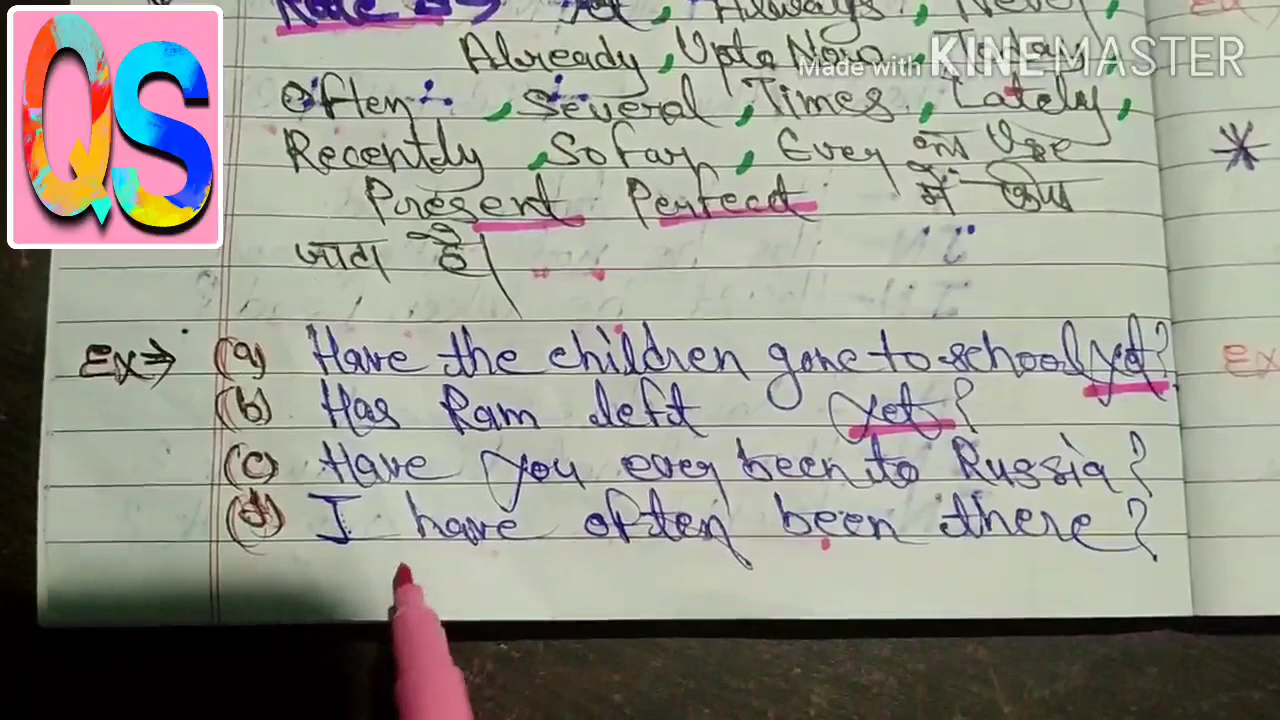 QS
Made with KINEMASTER
Yet, Always, Never,
Already, Upto Now, Today,
Often, Several, Times, Lately,
Recently, So far, Ever का
Present Perfect में किया
जाता है।
Ex⇒ (a) Have the children gone to school yet?
(b) Has Ram left yet?
(c) Have you ever been to Russia?
(d) I have often been there?
Ex